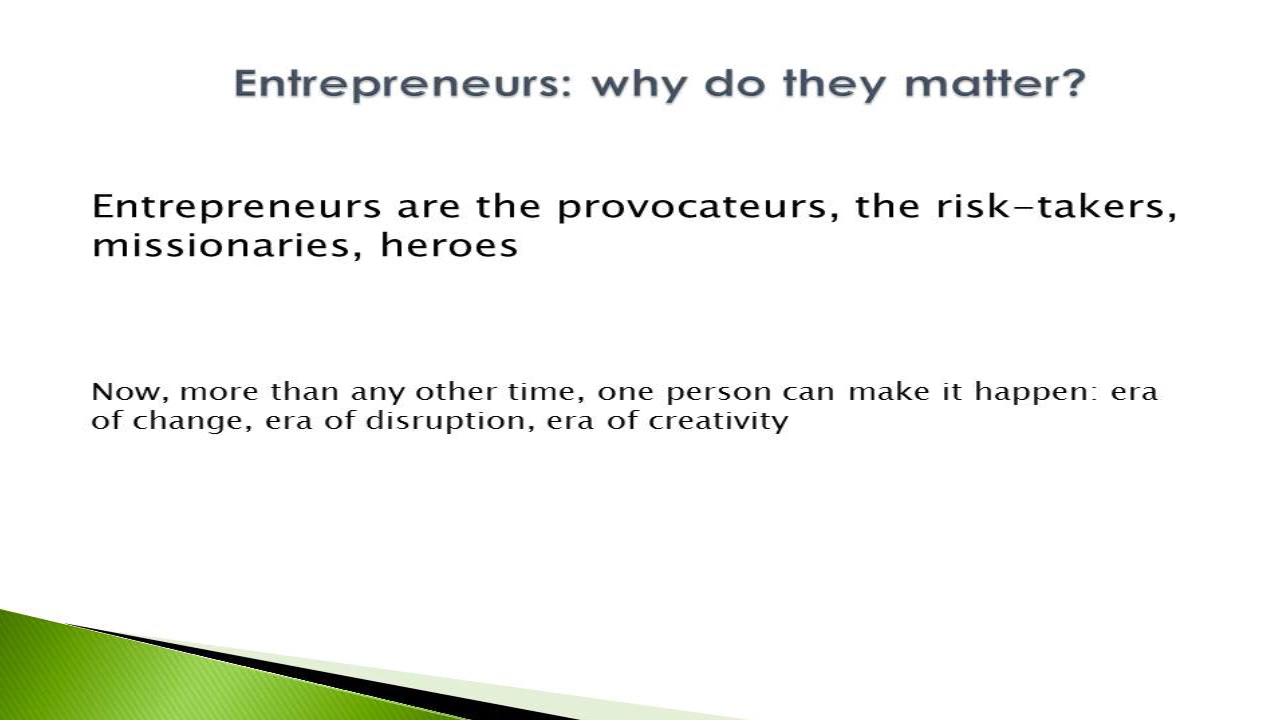 Entrepreneurs: why do they matter?
Entrepreneurs are the provocateurs, the risk-takers,
missionaries, heroes
Now, more than any other time, one person can make it happen: era
of change, era of disruption, era of creativity